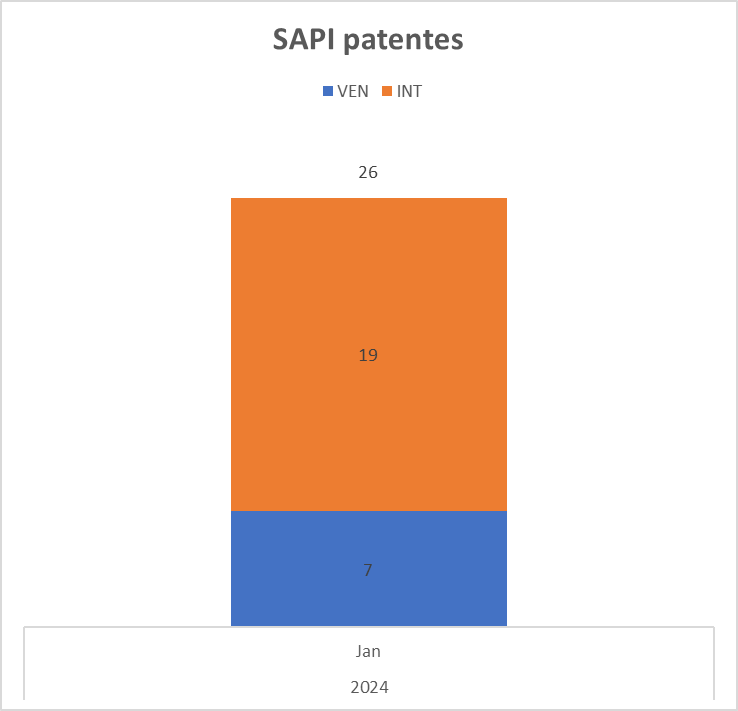 SAPI patentes
VEN INT
26
19
7
Jan
2024